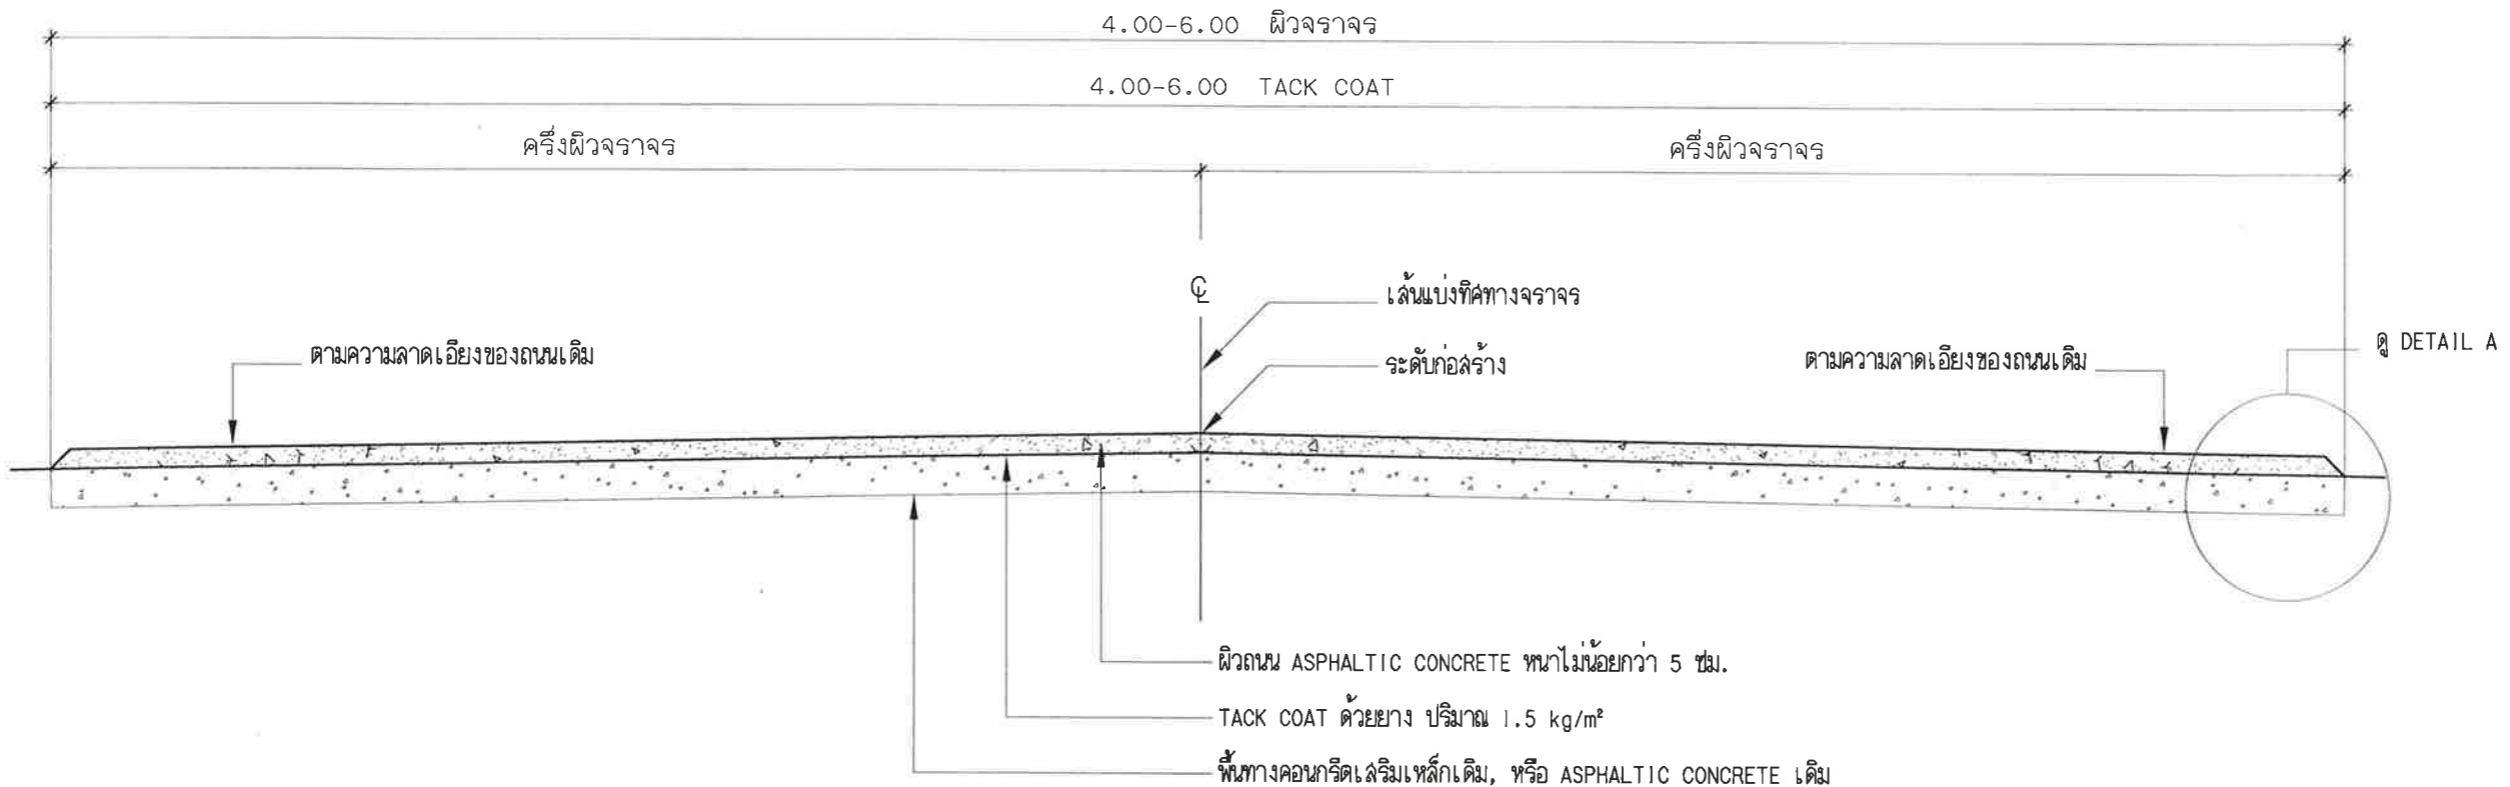 4.00-6.00 ผิวจราจร
4.00-6.00 TACK COAT
ครึ่งผิวจราจร
ครึ่งผิวจราจร
℄
เส้นแบ่งทิศทางจราจร
ดู DETAIL A
ตามความลาดเอียงของถนนเดิม
ระดับก่อสร้าง
ตามความลาดเอียงของถนนเดิม
ผิวถนน ASPHALTIC CONCRETE หนาไม่น้อยกว่า 5 ซม.
TACK COAT ด้วยยาง ปริมาณ 1.5 kg/m²
พื้นทางคอนกรีตเสริมเหล็กเดิม, หรือ ASPHALTIC CONCRETE เดิม